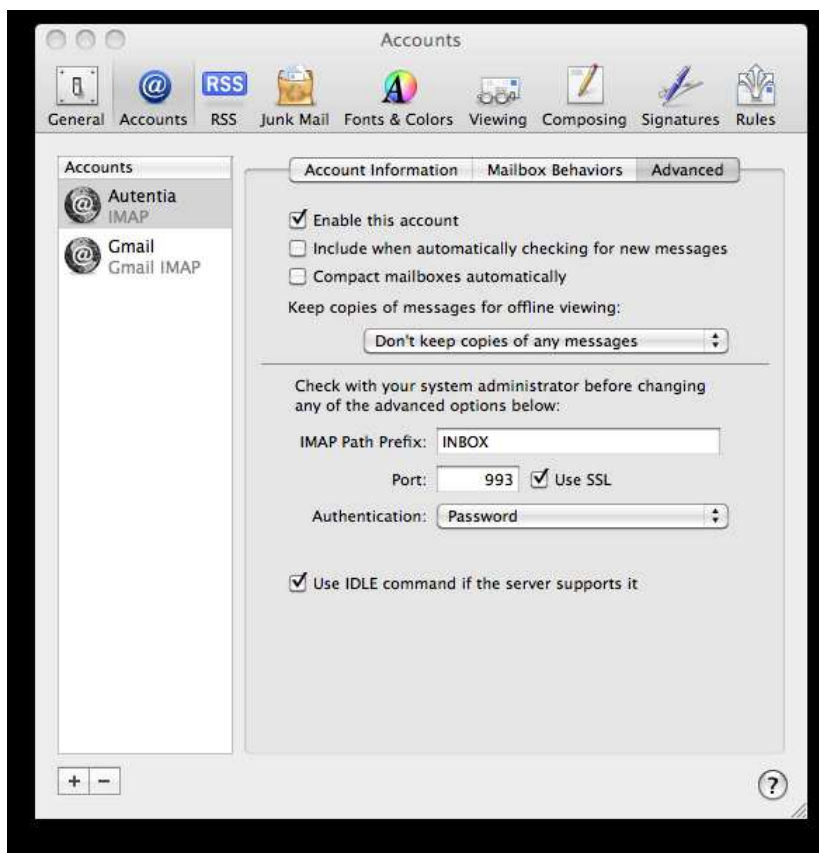 Accounts
RSS
General Accounts RSS Junk Mail Fonts & Colors Viewing Composing Signatures Rules
Accounts
Autentia
IMAP
Gmail
Gmail IMAP
Account Information Mailbox Behaviors Advanced
Enable this account
Include when automatically checking for new messages
Compact mailboxes automatically
Keep copies of messages for offline viewing:
Don't keep copies of any messages
Check with your system administrator before changing
any of the advanced options below:
IMAP Path Prefix: INBOX
Port: 993 Use SSL
Authentication: Password
Use IDLE command if the server supports it
+ − ?